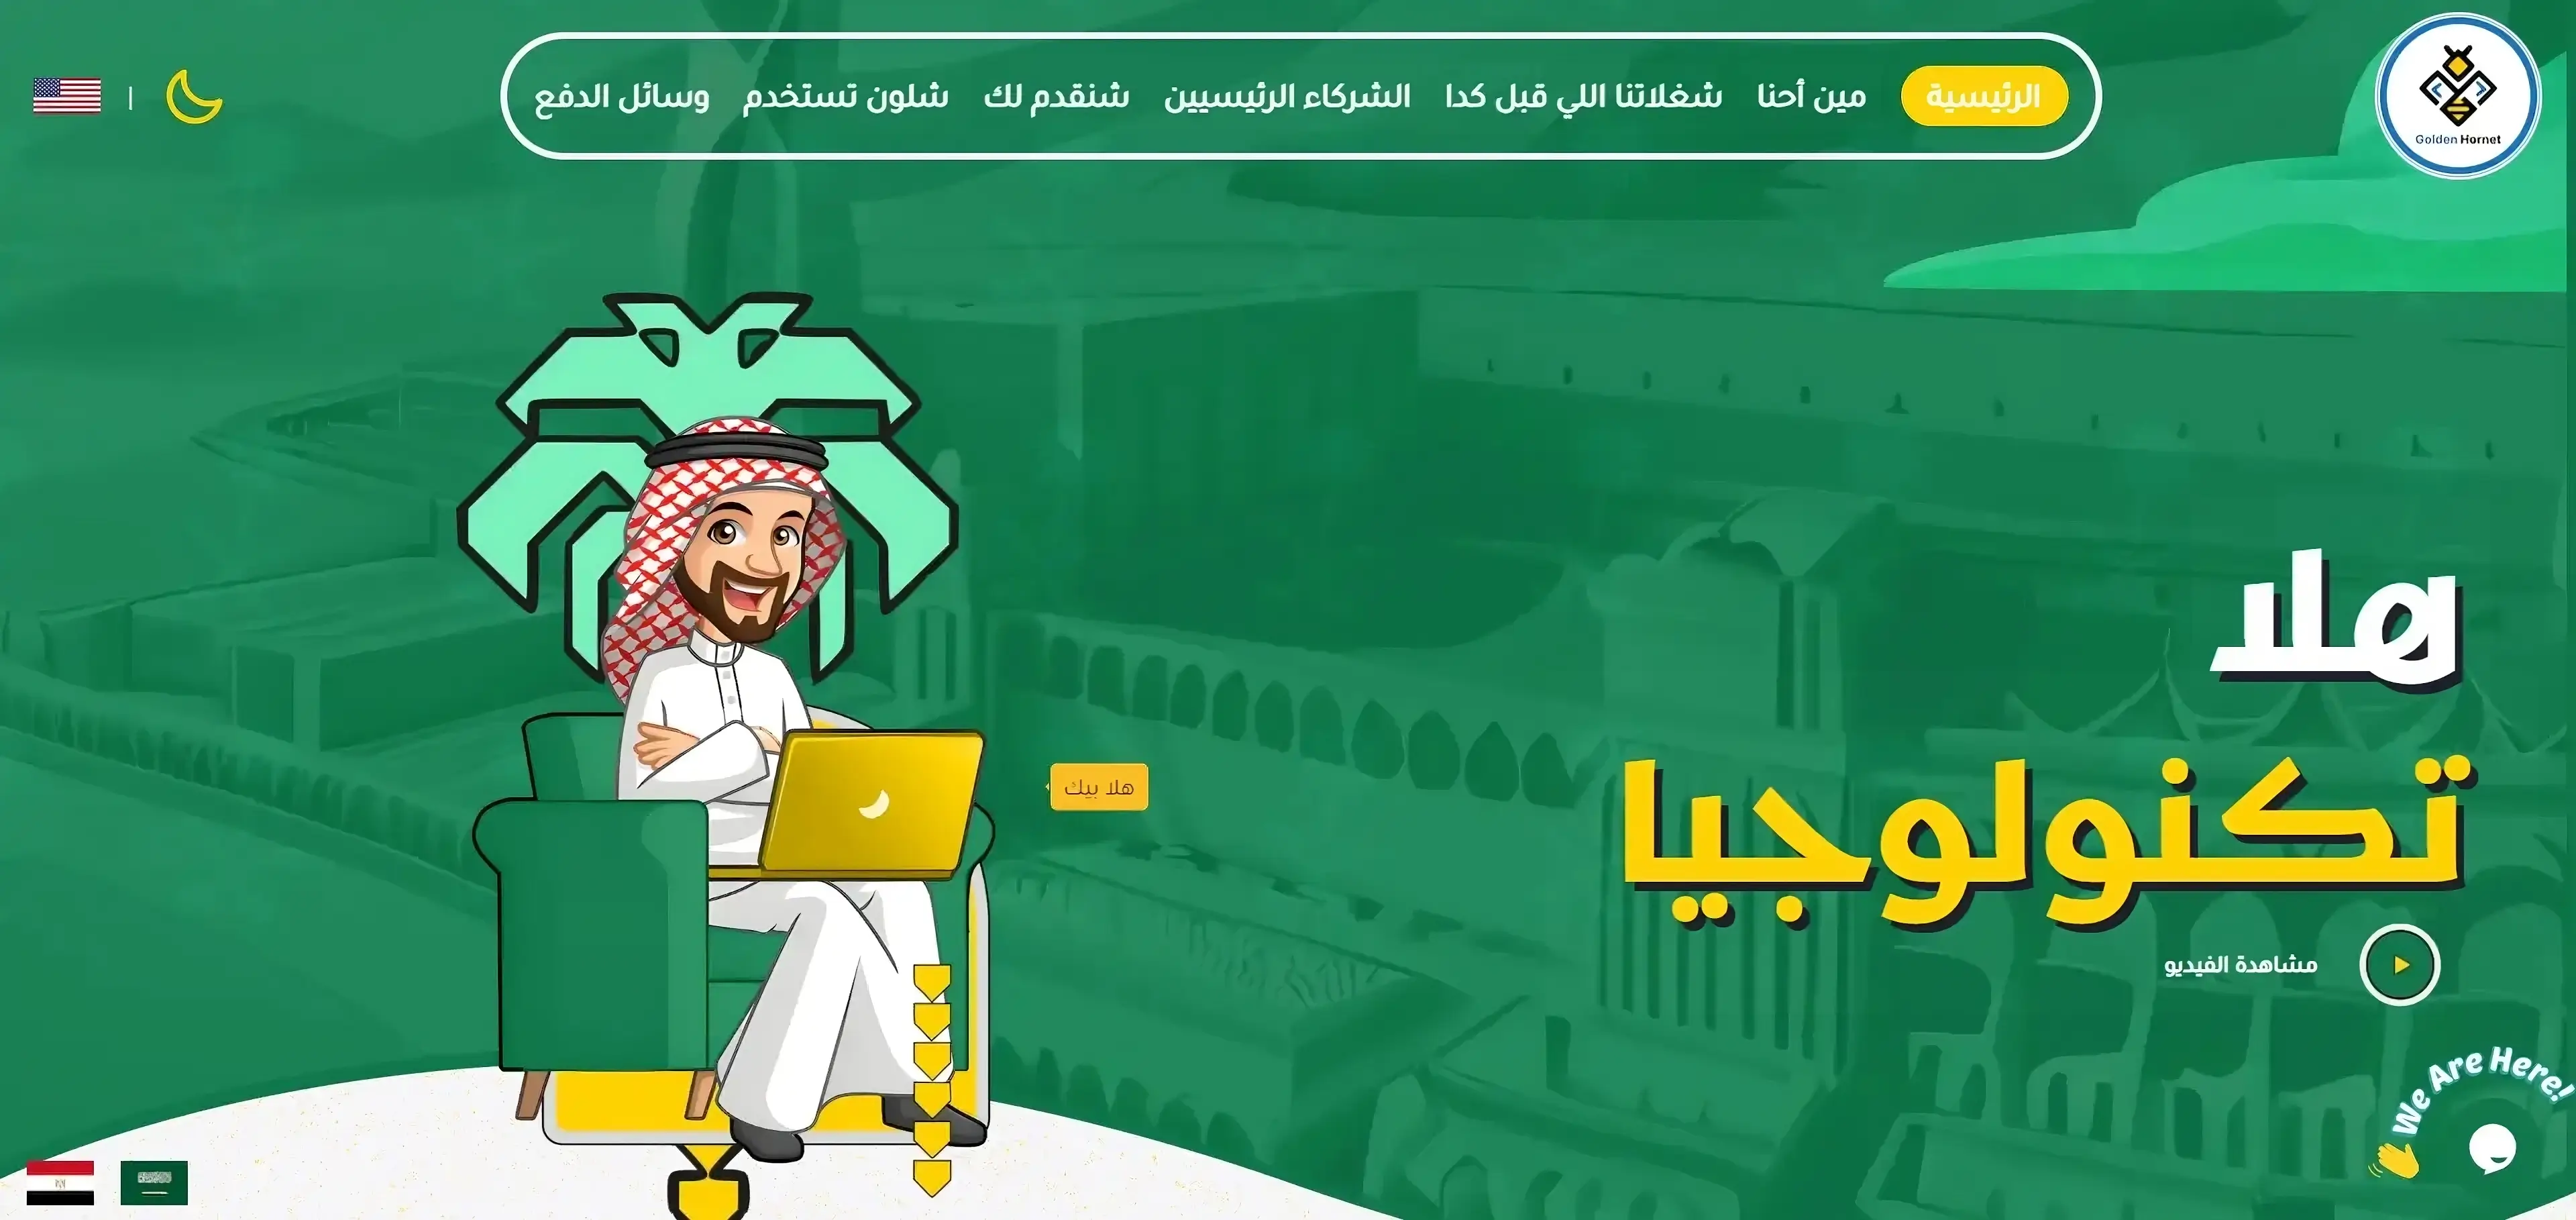 Golden Hornet
الرئيسية
مين أحنا
شغلاتنا اللي قبل كدا
الشركاء الرئيسيين
شنقدم لك
شلون تستخدم
وسائل الدفع
هلا
تكنولوجيا
هلا بيك
مشاهدة الفيديو
We Are Here!